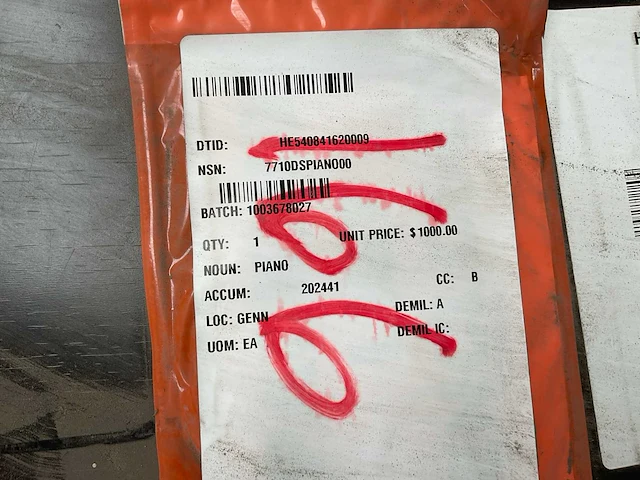 DTID: HE540841620009
NSN: 7710DSPIANO00
BATCH: 1003678027
QTY: 1 UNIT PRICE: $1000.00
NOUN: PIANO
ACCUM: 202441 CC: B
LOC: GENN DEMIL: A
UOM: EA DEMIL IC:
H